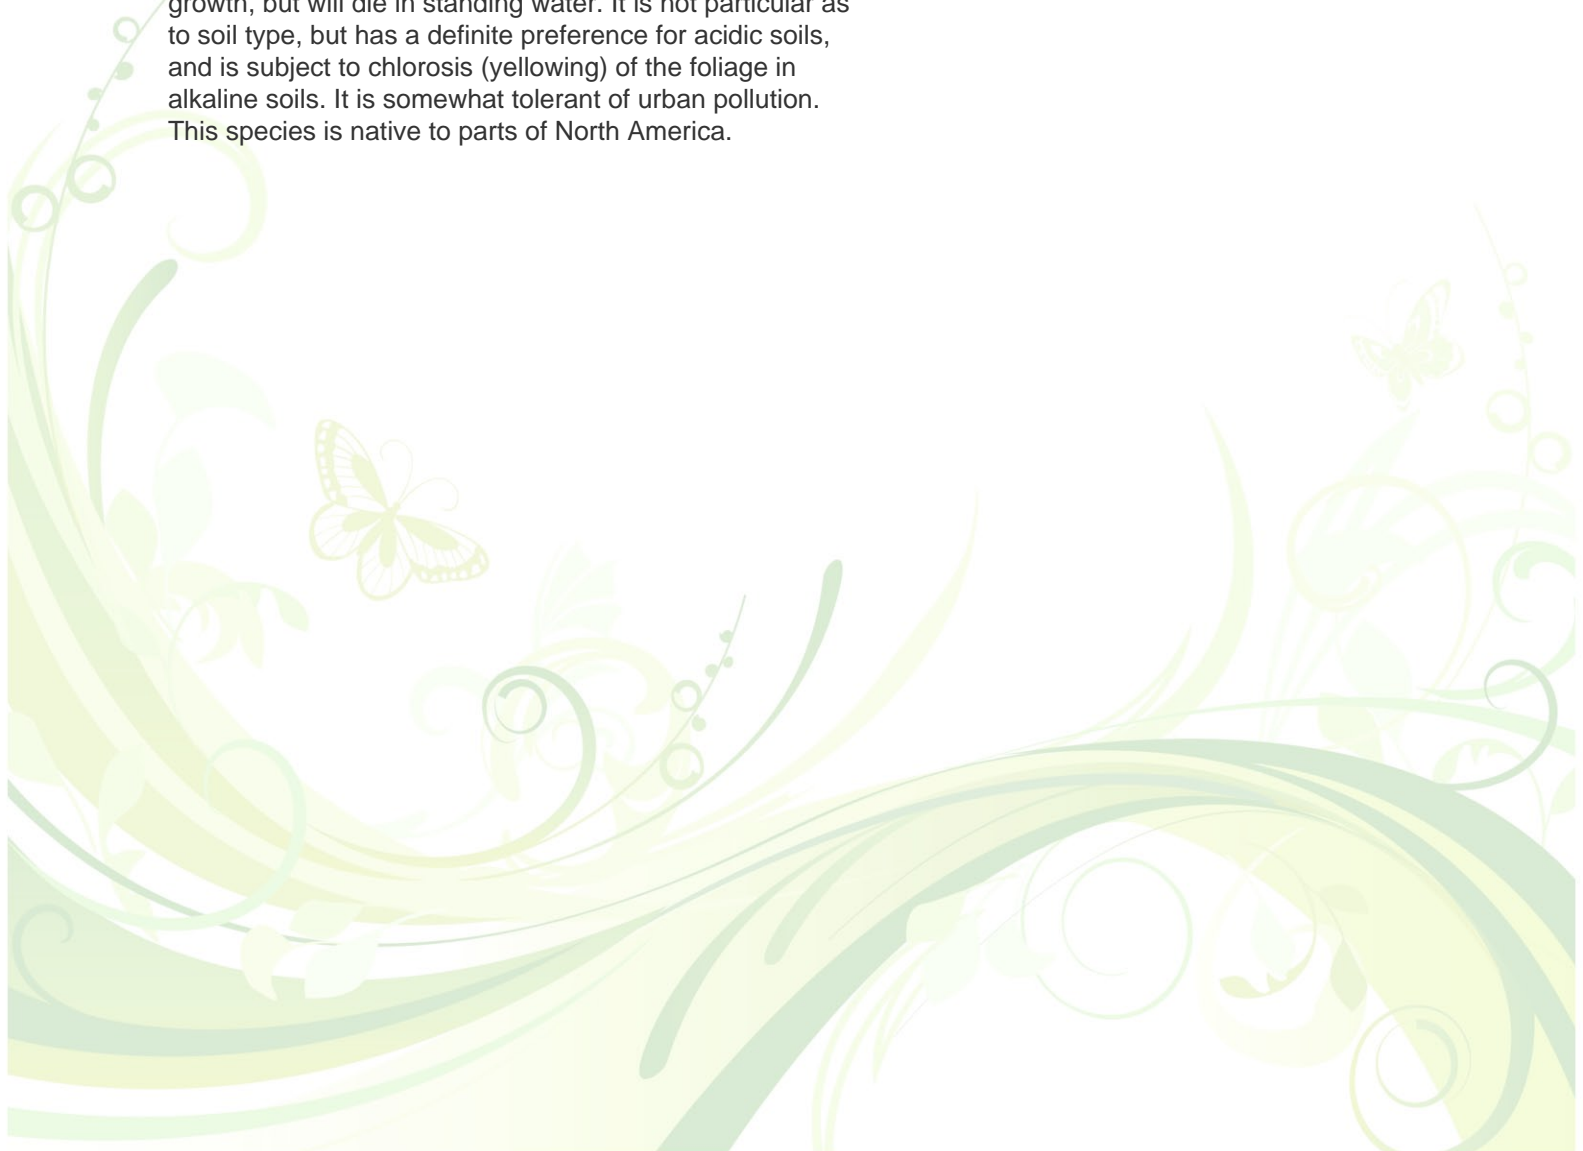 growth, but will die in standing water. It is not particular as
to soil type, but has a definite preference for acidic soils,
and is subject to chlorosis (yellowing) of the foliage in
alkaline soils. It is somewhat tolerant of urban pollution.
This species is native to parts of North America.